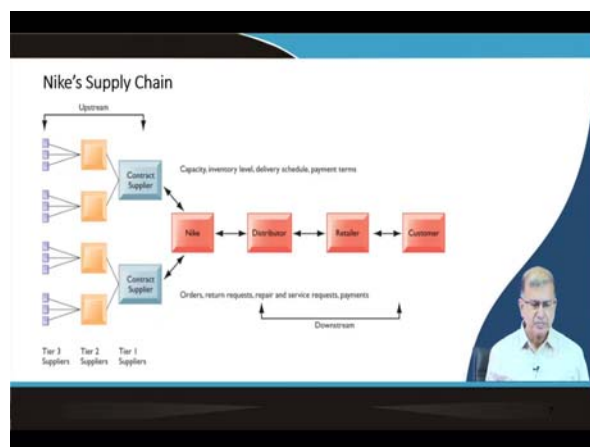 Nike's Supply Chain
Upstream
Contract
Supplier
Capacity, inventory level, delivery schedule, payment terms
Nike
Distributor
Retailer
Customer
Contract
Supplier
Orders, return requests, repair and service requests, payments
Downstream
Tier 3
Suppliers
Tier 2
Suppliers
Tier 1
Suppliers